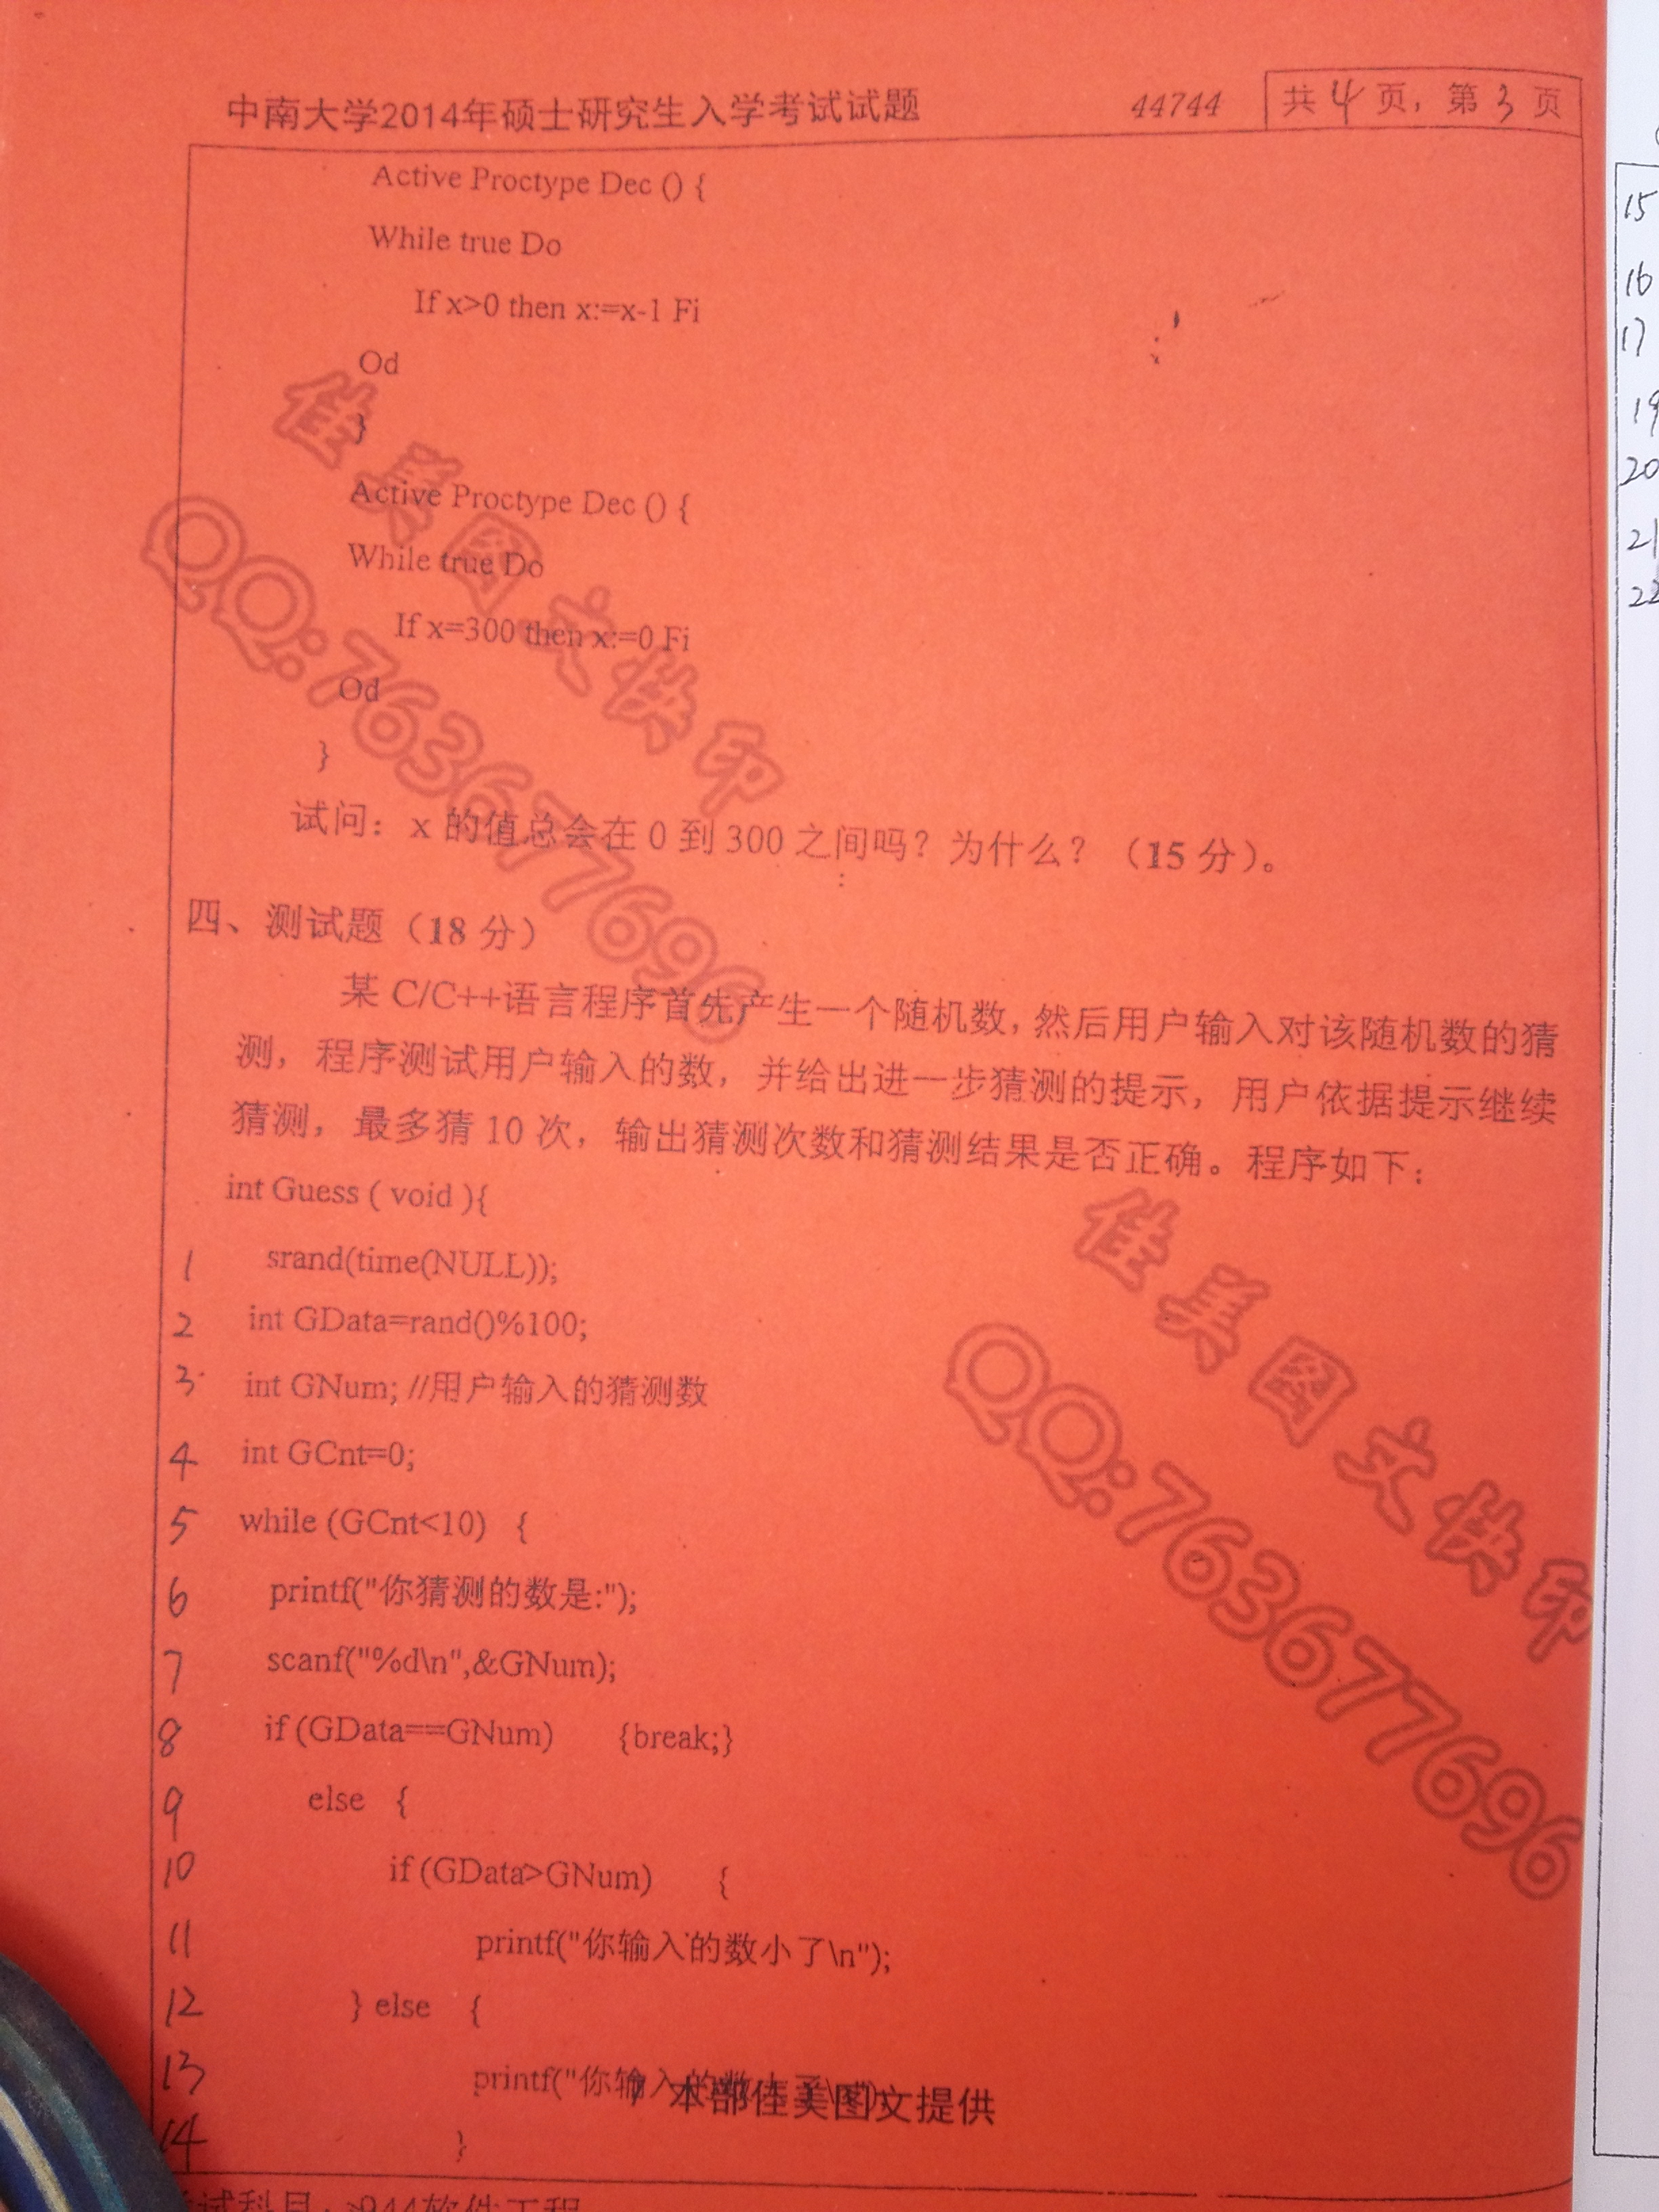 中南大学2014年硕士研究生入学考试试题 44744 共4页，第3页
Active Proctype Dec () {
While true Do
If x>0 then x:=x-1 Fi
Od
}
Active Proctype Dec () {
While true Do
If x=300 then x:=0 Fi
Od
}
试问：x 的值总会在 0 到 300 之间吗？为什么？（15 分）。
四、测试题（18 分）
某 C/C++语言程序首先产生一个随机数，然后用户输入对该随机数的猜
测，程序测试用户输入的数，并给出进一步猜测的提示，用户依据提示继续
猜测，最多猜 10 次，输出猜测次数和猜测结果是否正确。程序如下：
int Guess ( void ){
1 srand(time(NULL));
2 int GData=rand()%100;
3 int GNum; //用户输入的猜测数
4 int GCnt=0;
5 while (GCnt<10) {
6 printf("你猜测的数是:");
7 scanf("%d\n",&GNum);
8 if (GData==GNum) {break;}
9 else {
10 if (GData>GNum) {
11 printf("你输入的数小了\n");
12 } else {
13 printf("你输入的数
14 }
本部佳美图文提供
试科目：944软件工程
佳美图文快印
QQ:763677696
佳美图文快印
QQ:763677696
15
16
17
19
20
21
22